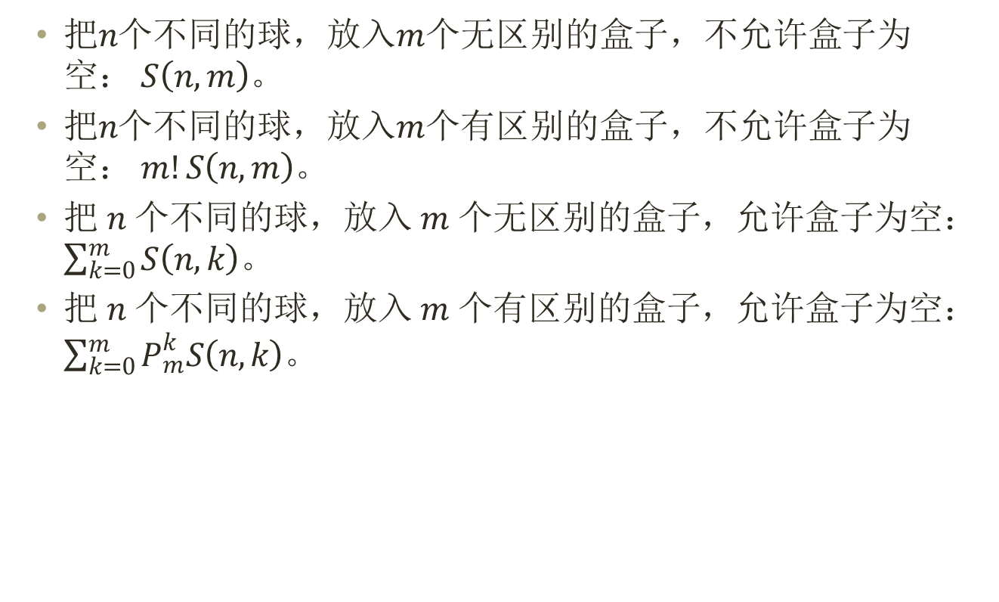 • 把n个不同的球，放入m个无区别的盒子，不允许盒子为
空： S(n, m)。
• 把n个不同的球，放入m个有区别的盒子，不允许盒子为
空： m! S(n, m)。
• 把 n 个不同的球，放入 m 个无区别的盒子，允许盒子为空：
∑_{k=0}^{m} S(n, k)。
• 把 n 个不同的球，放入 m 个有区别的盒子，允许盒子为空：
∑_{k=0}^{m} P_m^k S(n, k)。